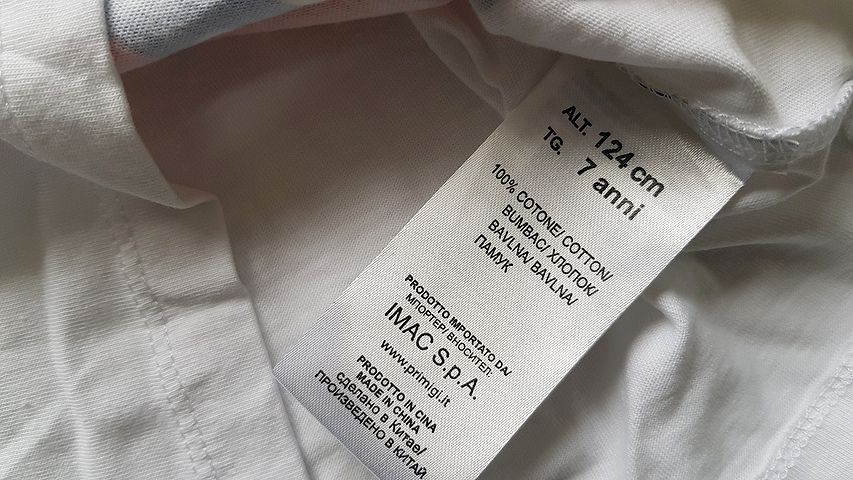 ALT. 124 cm
TG. 7 anni
100% COTONE/ COTTON/
BUMBAC/ ХЛОПОК/
BAVLNA/ BAVLNA/
ПАМУК
PRODOTTO IMPORTATO DA/
МПОРТЕР/ ВНОСИТЕЛ:
IMAC S.p.A.
www.primigi.it
PRODOTTO IN CINA
MADE IN CHINA
сделано в Китае/
ПРОИЗВЕДЕНО В КИТАЙ